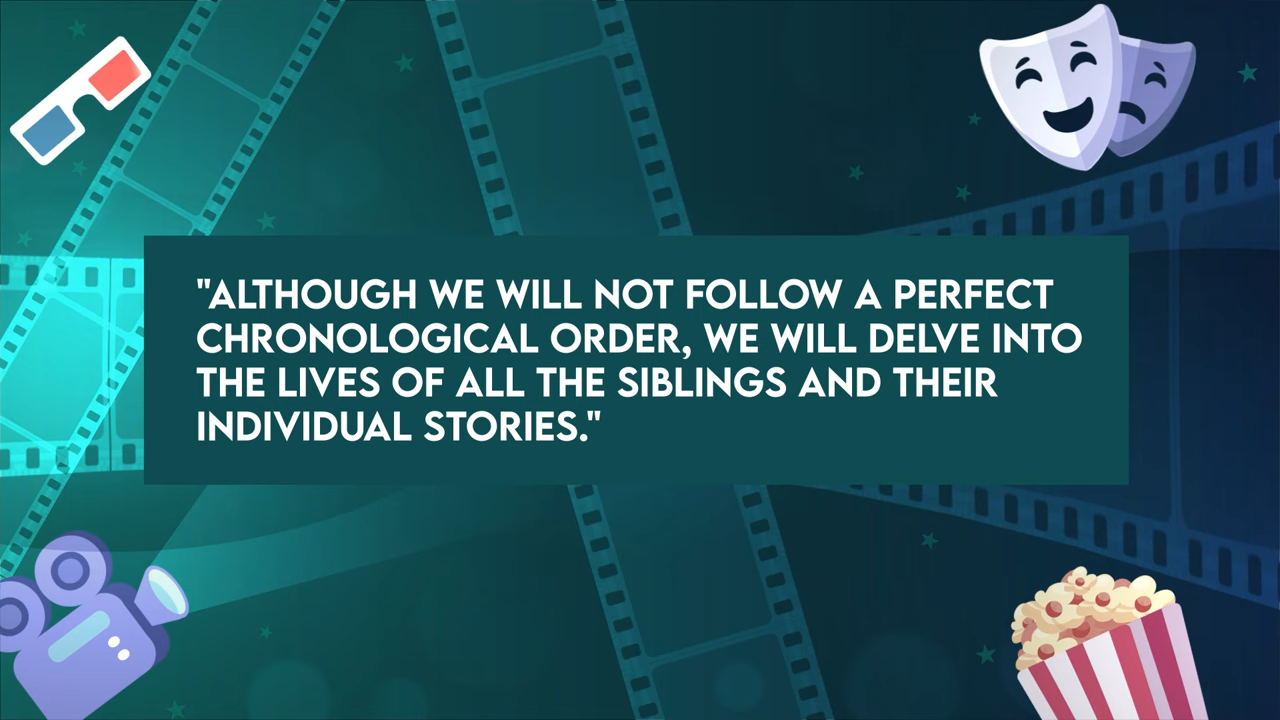 "ALTHOUGH WE WILL NOT FOLLOW A PERFECT
CHRONOLOGICAL ORDER, WE WILL DELVE INTO
THE LIVES OF ALL THE SIBLINGS AND THEIR
INDIVIDUAL STORIES."